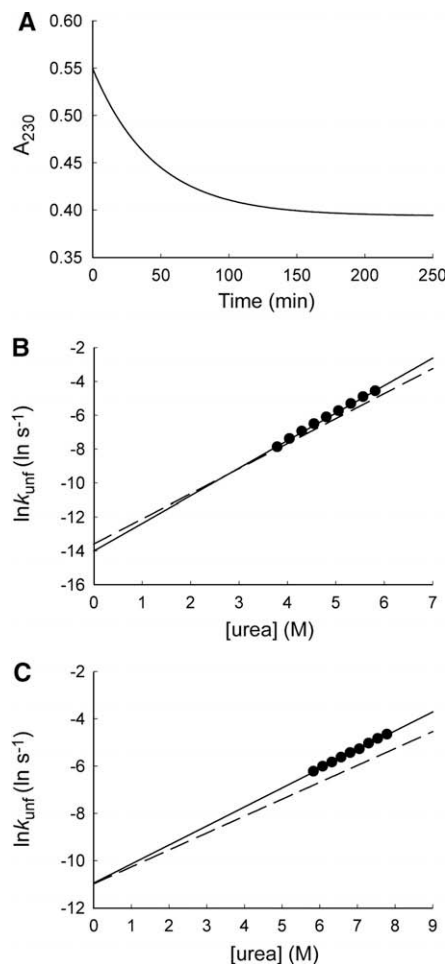 A
0.60
0.55
0.50
0.45
0.40
0.35
A230
0 50 100 150 200 250
Time (min)
B
-2
-4
-6
-8
-10
-12
-14
-16
lnkunf (ln s-1)
0 1 2 3 4 5 6 7
[urea] (M)
C
-2
-4
-6
-8
-10
-12
lnkunf (ln s-1)
0 1 2 3 4 5 6 7 8 9
[urea] (M)